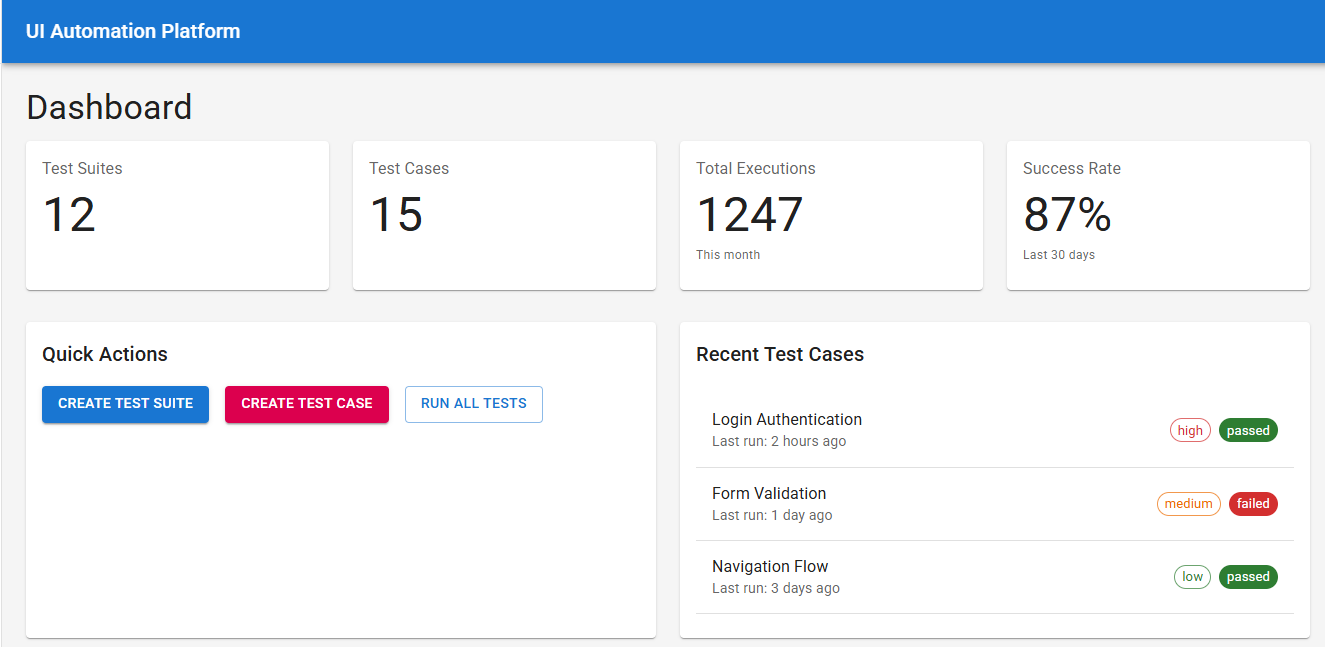 UI Automation Platform
Dashboard
Test Suites
12
Test Cases
15
Total Executions
1247
This month
Success Rate
87%
Last 30 days
Quick Actions
CREATE TEST SUITE
CREATE TEST CASE
RUN ALL TESTS
Recent Test Cases
Login Authentication
Last run: 2 hours ago
high
passed
Form Validation
Last run: 1 day ago
medium
failed
Navigation Flow
Last run: 3 days ago
low
passed